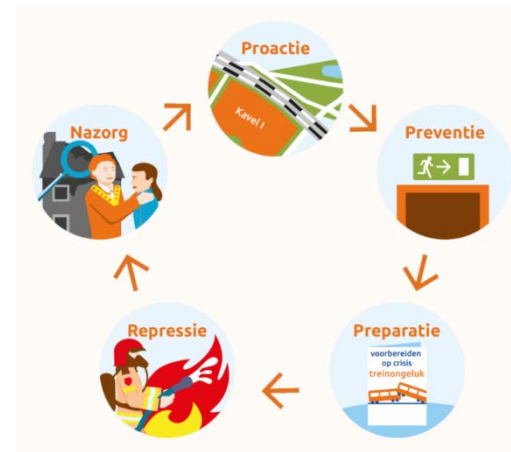 Proactie
Kavel I
Preventie
Preparatie
voorbereiden
op crisis
treinongeluk
Repressie
Nazorg